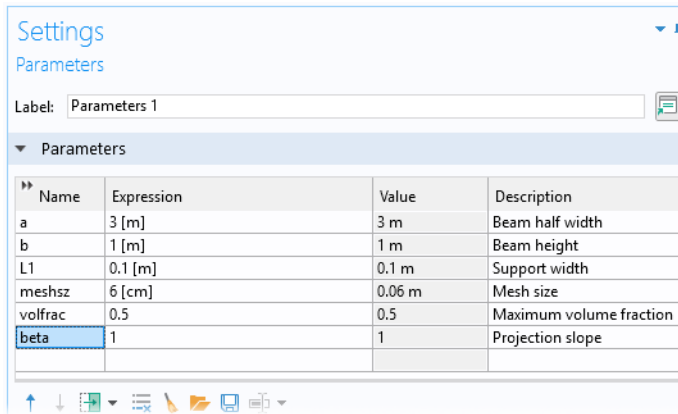 Settings
Parameters
Label: Parameters 1
Parameters
Name Expression Value Description
a 3 [m] 3 m Beam half width
b 1 [m] 1 m Beam height
L1 0.1 [m] 0.1 m Support width
meshsz 6 [cm] 0.06 m Mesh size
volfrac 0.5 0.5 Maximum volume fraction
beta 1 1 Projection slope